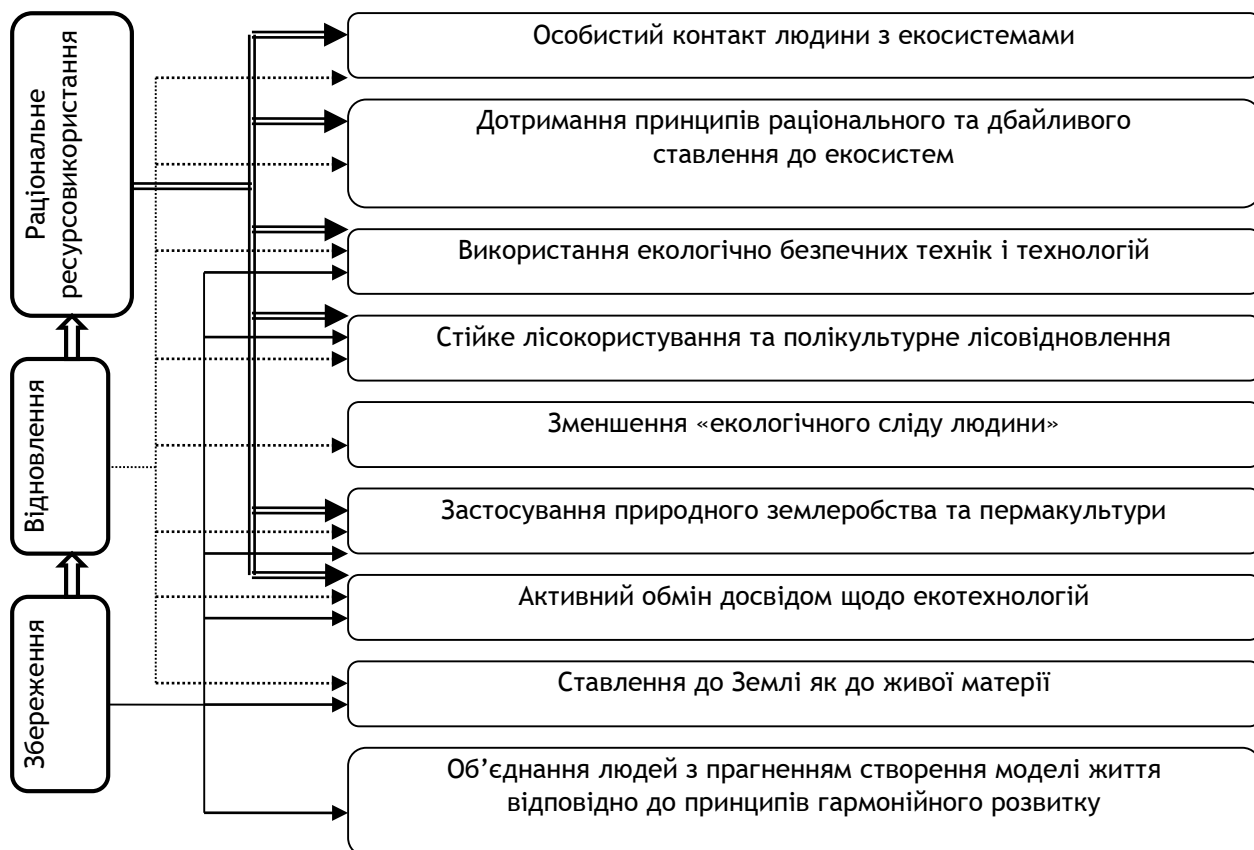 Раціональне
ресурсовикористання
Відновлення
Збереження
Особистий контакт людини з екосистемами
Дотримання принципів раціонального та дбайливого
ставлення до екосистем
Використання екологічно безпечних технік і технологій
Стійке лісокористування та полікультурне лісовідновлення
Зменшення «екологічного сліду людини»
Застосування природного землеробства та пермакультури
Активний обмін досвідом щодо екотехнологій
Ставлення до Землі як до живої матерії
Об’єднання людей з прагненням створення моделі життя
відповідно до принципів гармонійного розвитку